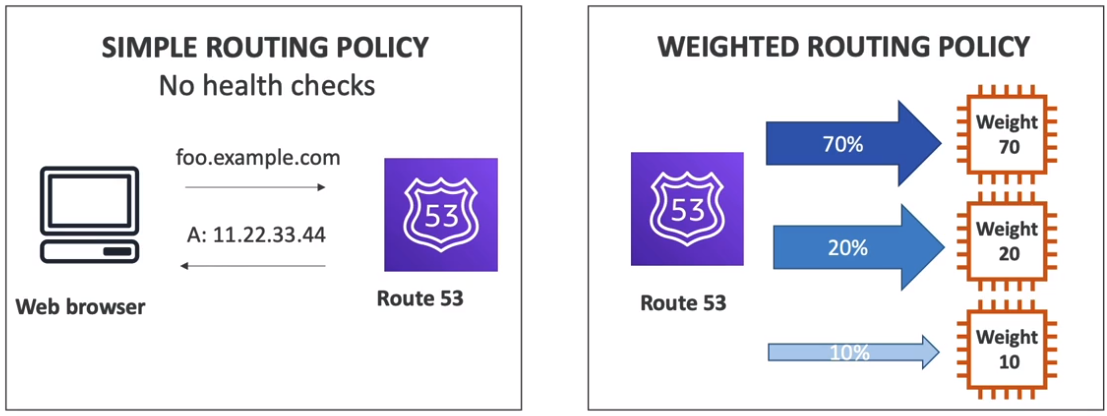 SIMPLE ROUTING POLICY
No health checks
foo.example.com
A: 11.22.33.44
53
Web browser
Route 53
WEIGHTED ROUTING POLICY
53
Route 53
70%
Weight
70
20%
Weight
20
10%
Weight
10